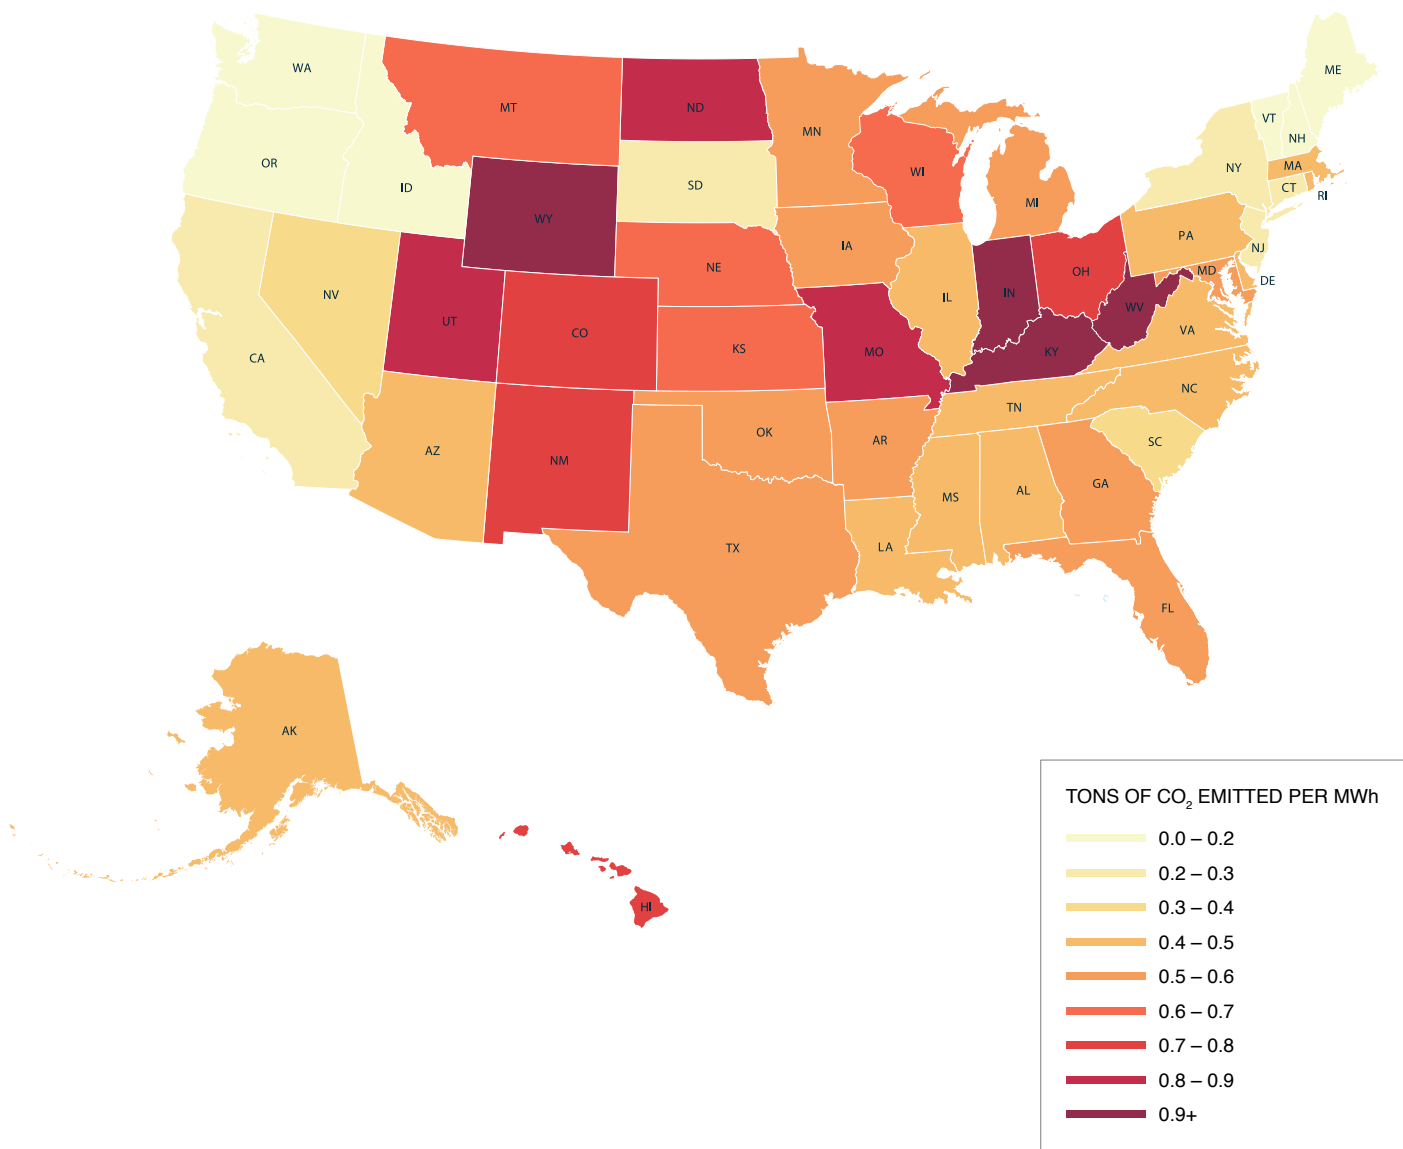 WA
ME
MT
ND
VT
MN
NH
OR
WI
MA
NY
ID
SD
CT
RI
WY
MI
PA
IA
NJ
NE
OH
MD
DE
NV
IL
IN
WV
UT
CO
VA
KS
MO
KY
CA
NC
TN
OK
AR
SC
AZ
NM
GA
MS
AL
TX
LA
FL
AK
HI
TONS OF CO₂ EMITTED PER MWh
0.0 – 0.2
0.2 – 0.3
0.3 – 0.4
0.4 – 0.5
0.5 – 0.6
0.6 – 0.7
0.7 – 0.8
0.8 – 0.9
0.9+